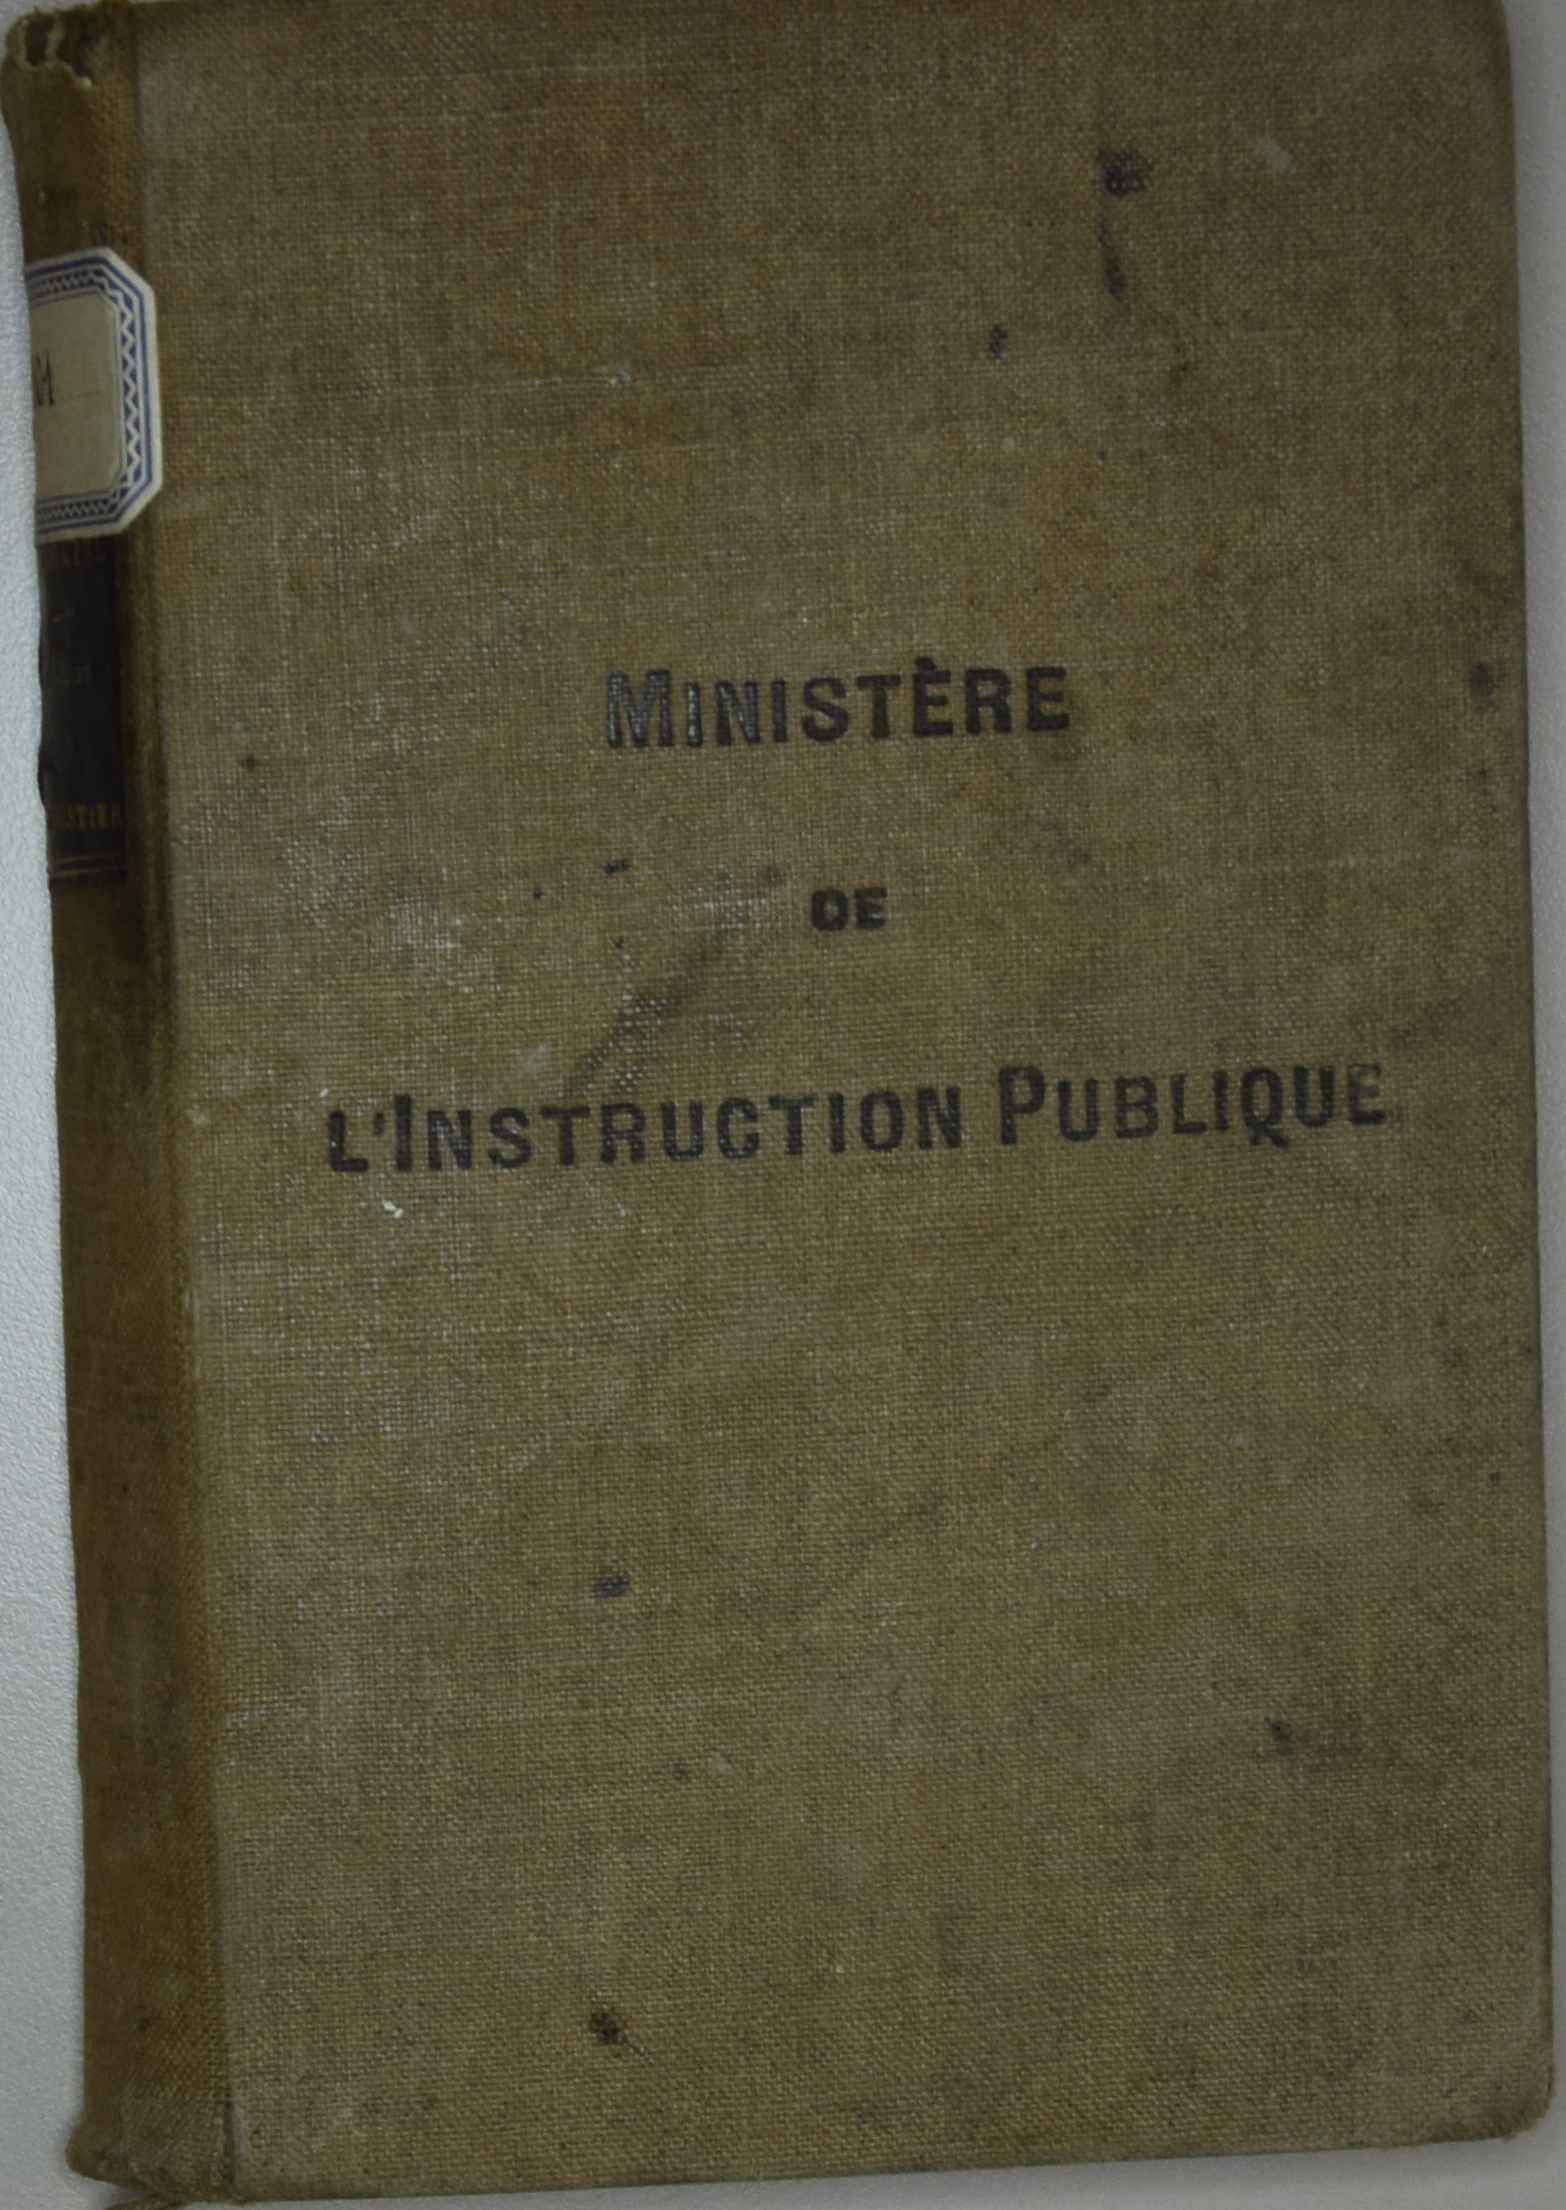 MINISTÈRE
DE
L'INSTRUCTION PUBLIQUE